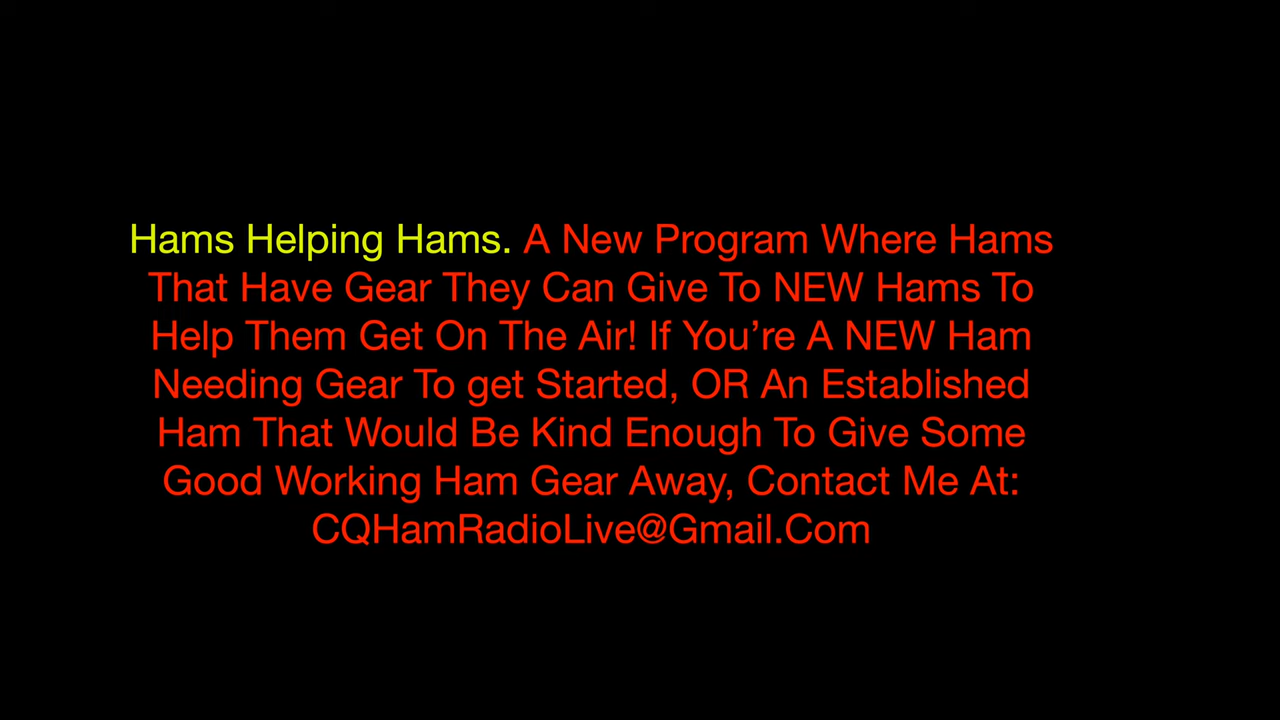 Hams Helping Hams. A New Program Where Hams
That Have Gear They Can Give To NEW Hams To
Help Them Get On The Air! If You’re A NEW Ham
Needing Gear To get Started, OR An Established
Ham That Would Be Kind Enough To Give Some
Good Working Ham Gear Away, Contact Me At:
CQHamRadioLive@Gmail.Com